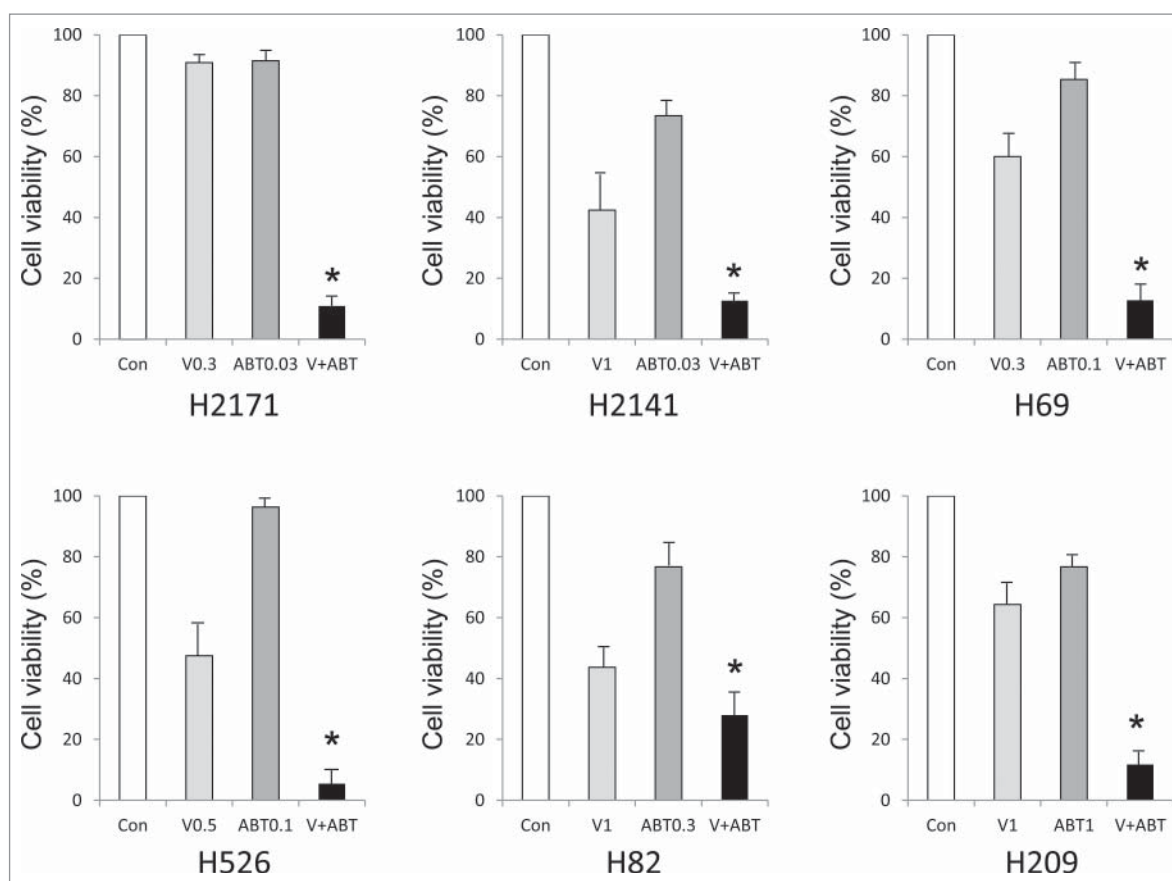 Cell viability (%)
100
80
60
40
20
0
*
Con V0.3 ABT0.03 V+ABT
H2171
Cell viability (%)
100
80
60
40
20
0
*
Con V1 ABT0.03 V+ABT
H2141
Cell viability (%)
100
80
60
40
20
0
*
Con V0.3 ABT0.1 V+ABT
H69
Cell viability (%)
100
80
60
40
20
0
*
Con V0.5 ABT0.1 V+ABT
H526
Cell viability (%)
100
80
60
40
20
0
*
Con V1 ABT0.3 V+ABT
H82
Cell viability (%)
100
80
60
40
20
0
*
Con V1 ABT1 V+ABT
H209